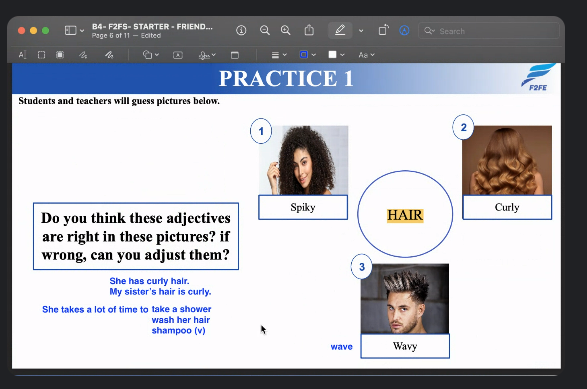 B4- F2FS- STARTER - FRIEND...
Page 6 of 11 — Edited
Search
PRACTICE 1
F2FE
Students and teachers will guess pictures below.
1
Spiky
2
Curly
HAIR
Do you think these adjectives
are right in these pictures? if
wrong, can you adjust them?
She has curly hair.
My sister's hair is curly.
She takes a lot of time to take a shower
wash her hair
shampoo (v)
3
wave
Wavy